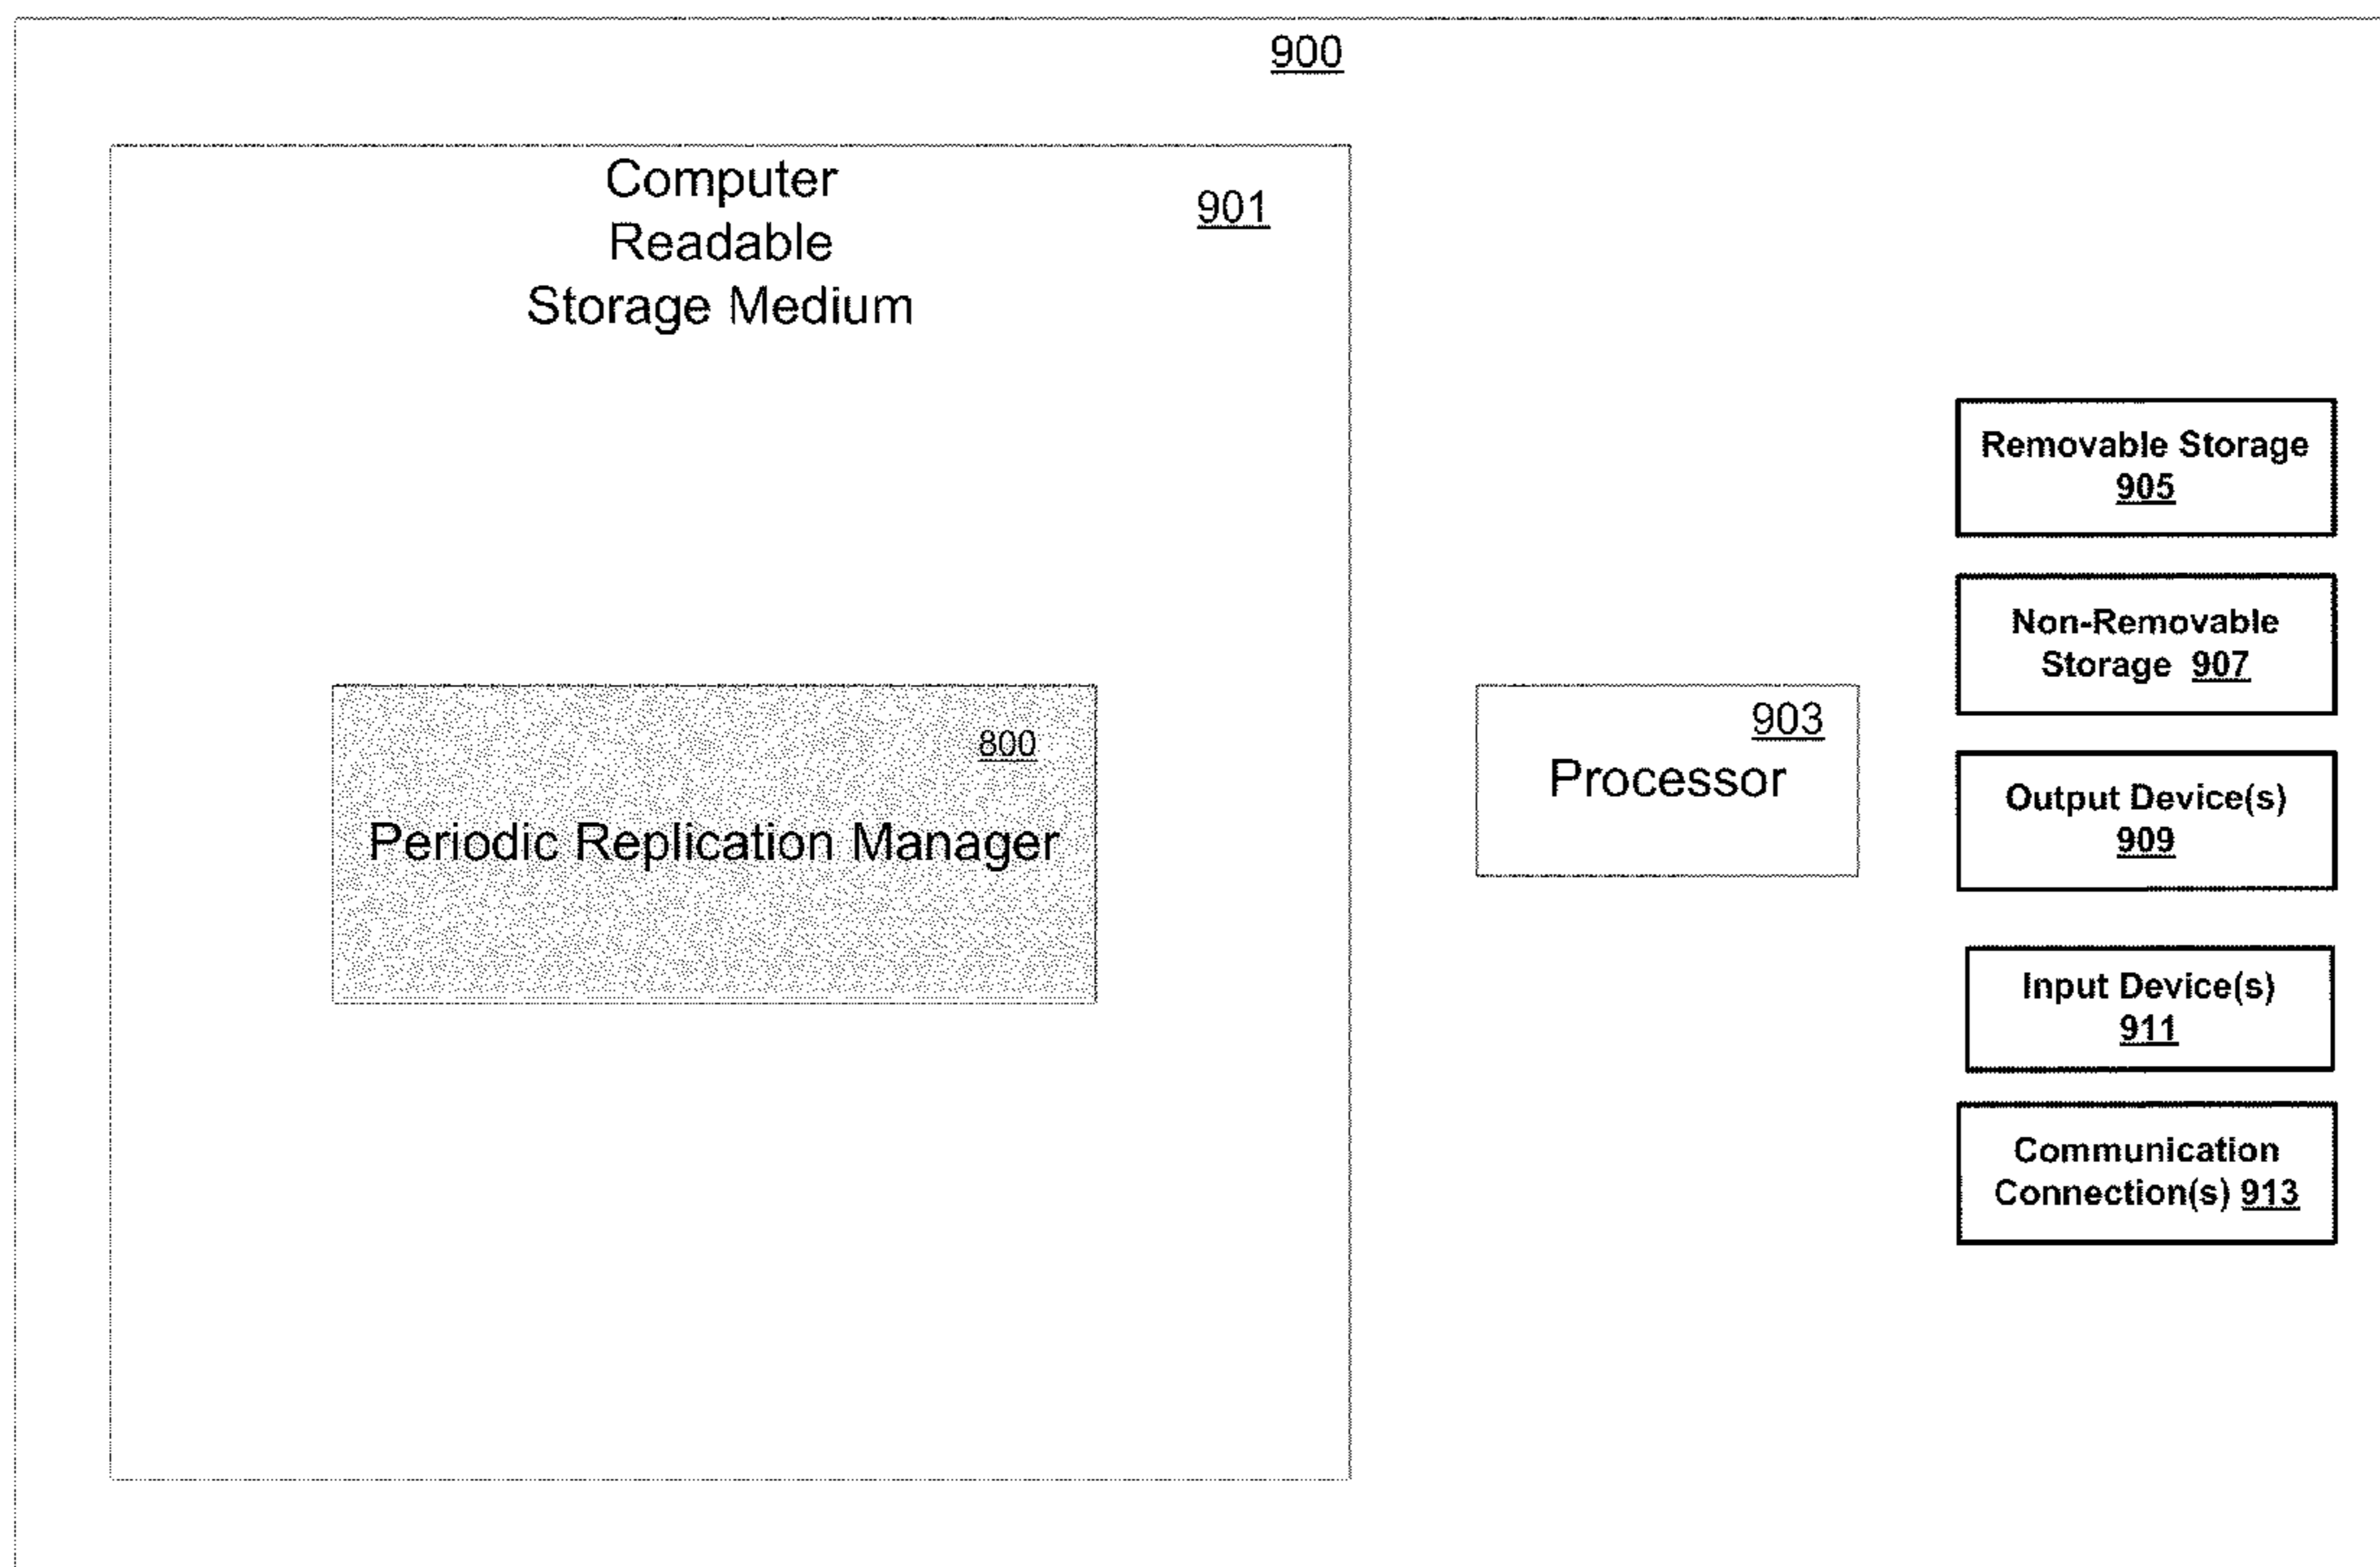 900
Computer
Readable
Storage Medium
901
800
Periodic Replication Manager
903
Processor
Removable Storage
905
Non-Removable
Storage 907
Output Device(s)
909
Input Device(s)
911
Communication
Connection(s) 913